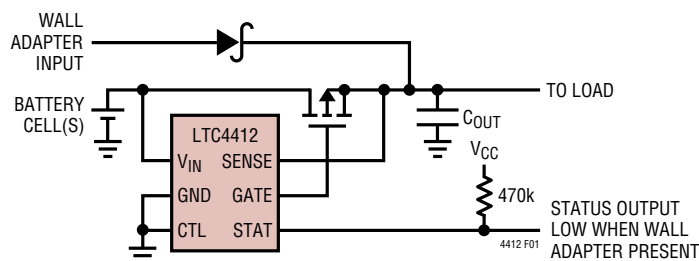 WALL
ADAPTER
INPUT
BATTERY
CELL(S)
TO LOAD
COUT
VCC
LTC4412
VIN SENSE
GND GATE
CTL STAT
470k
STATUS OUTPUT
LOW WHEN WALL
ADAPTER PRESENT
4412 F01